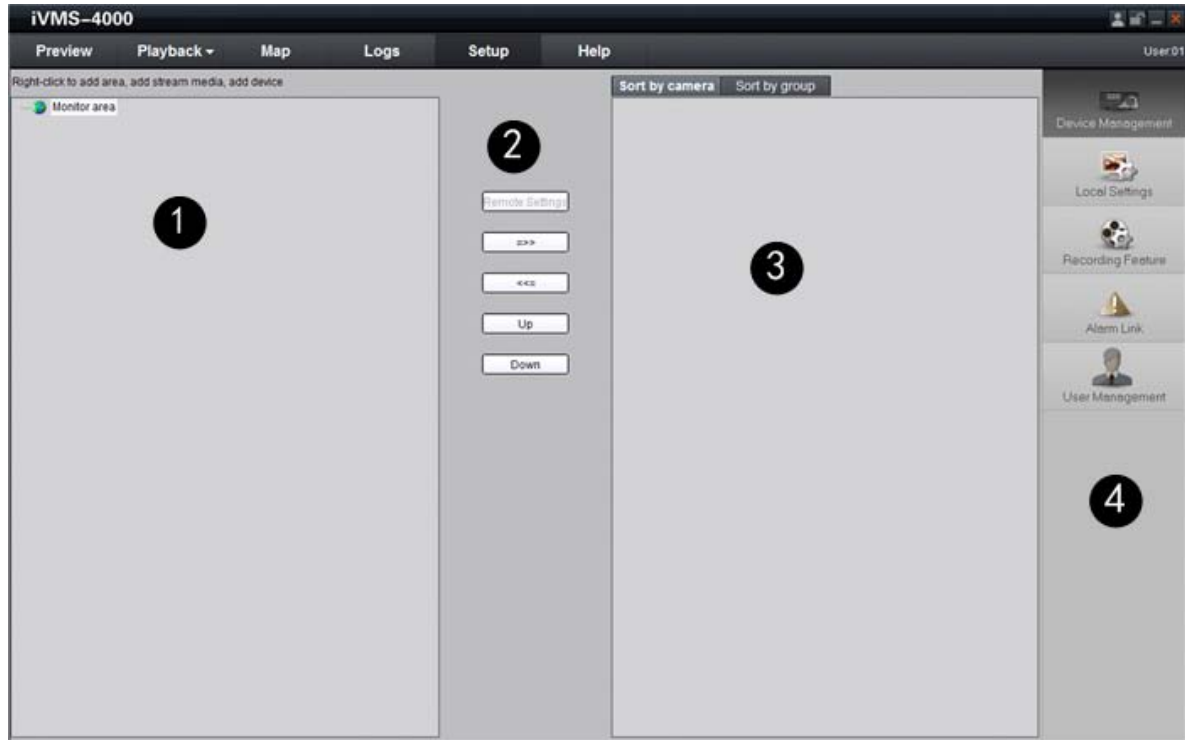 iVMS-4000
Preview Playback Map Logs Setup Help User:01
Right-click to add area, add stream media, add device
Monitor area
1
2
Remote Settings
=>>
<<=
Up
Down
Sort by camera Sort by group
3
Device Management
Local Settings
Recording Feature
Alarm Link
User Management
4